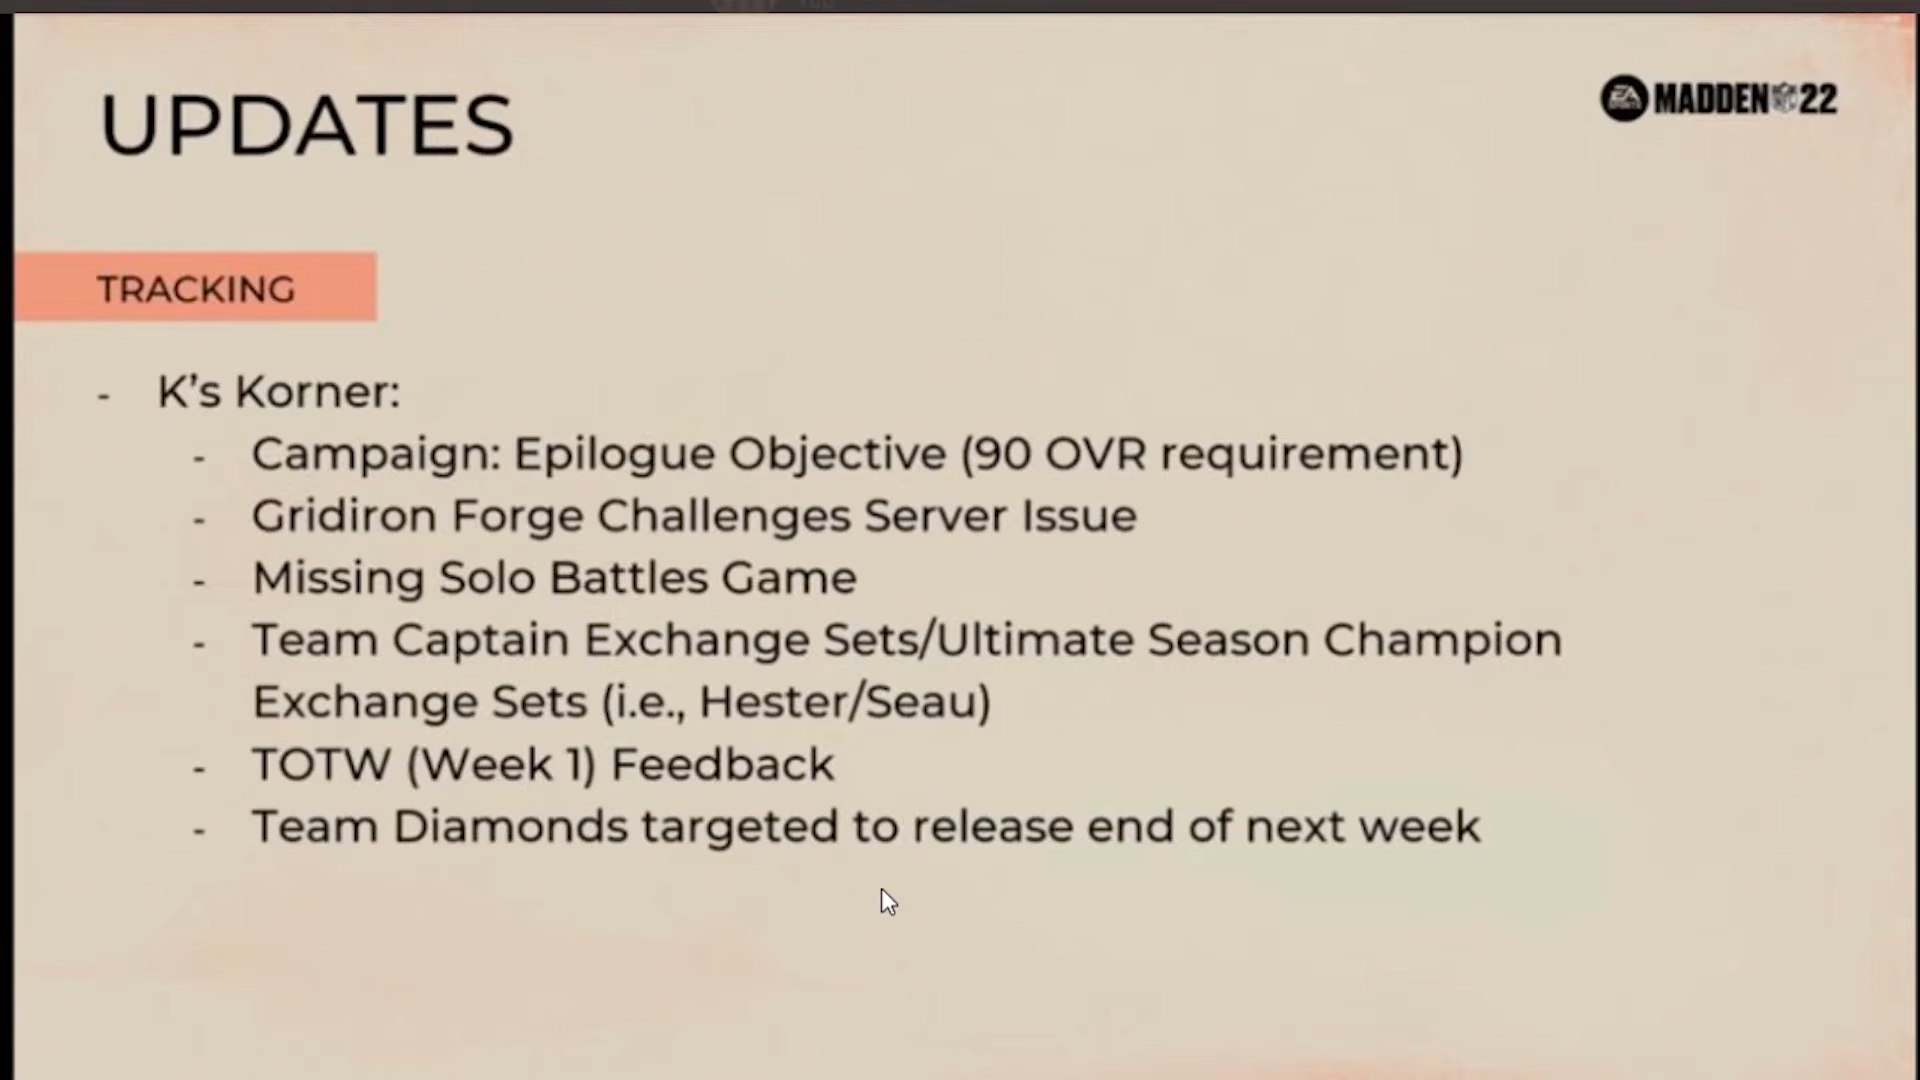 UPDATES
EA MADDEN NFL 22
TRACKING
- K's Korner:
- Campaign: Epilogue Objective (90 OVR requirement)
- Gridiron Forge Challenges Server Issue
- Missing Solo Battles Game
- Team Captain Exchange Sets/Ultimate Season Champion
Exchange Sets (i.e., Hester/Seau)
- TOTW (Week 1) Feedback
- Team Diamonds targeted to release end of next week